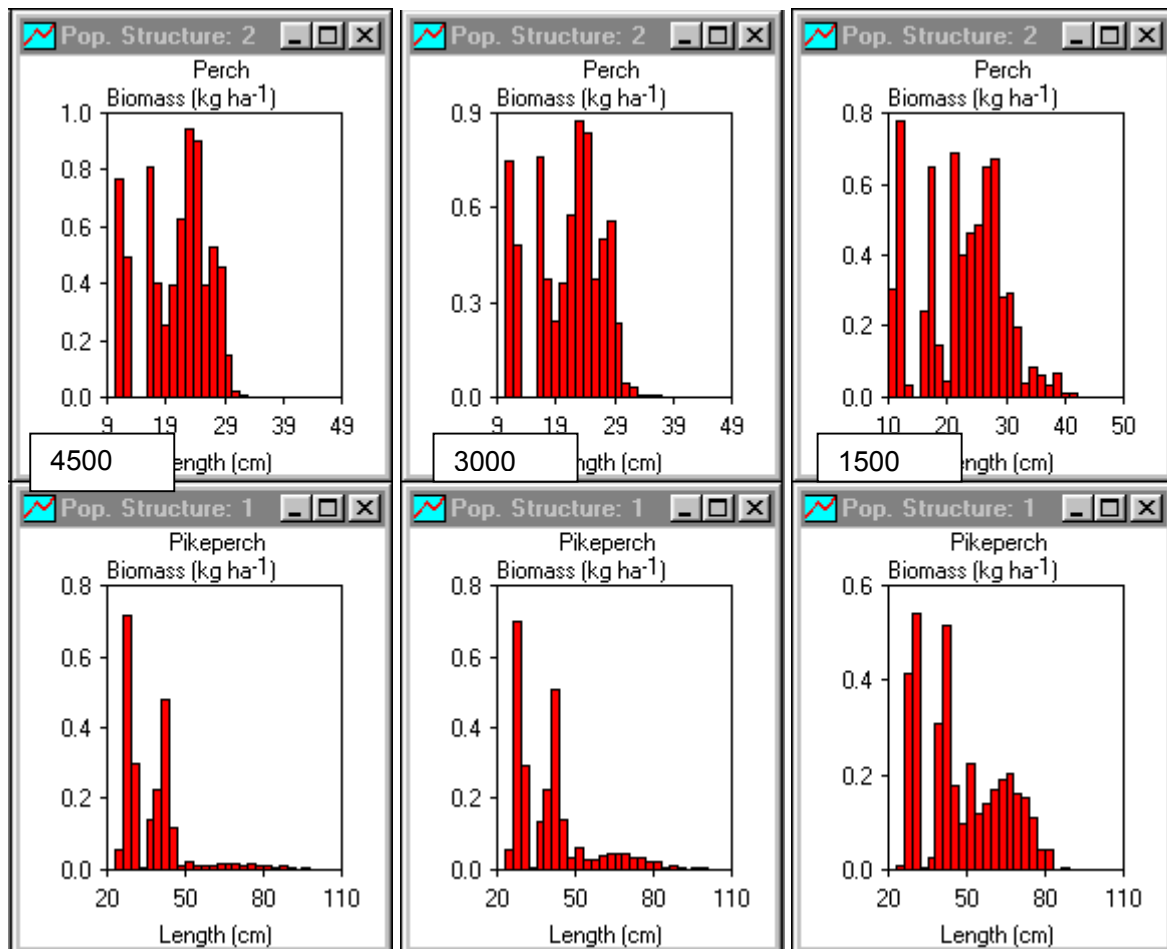 Pop. Structure: 2
Perch
Biomass (kg ha-1)
1.0
0.8
0.6
0.4
0.2
0.0
9 19 29 39 49
4500
ength (cm)
Pop. Structure: 2
Perch
Biomass (kg ha-1)
0.9
0.6
0.3
0.0
9 19 29 39 49
3000
ngth (cm)
Pop. Structure: 2
Perch
Biomass (kg ha-1)
0.8
0.6
0.4
0.2
0.0
10 20 30 40 50
1500
ength (cm)
Pop. Structure: 1
Pikeperch
Biomass (kg ha-1)
0.8
0.6
0.4
0.2
0.0
20 50 80 110
Length (cm)
Pop. Structure: 1
Pikeperch
Biomass (kg ha-1)
0.8
0.6
0.4
0.2
0.0
20 50 80 110
Length (cm)
Pop. Structure: 1
Pikeperch
Biomass (kg ha-1)
0.6
0.4
0.2
0.0
20 50 80 110
Length (cm)